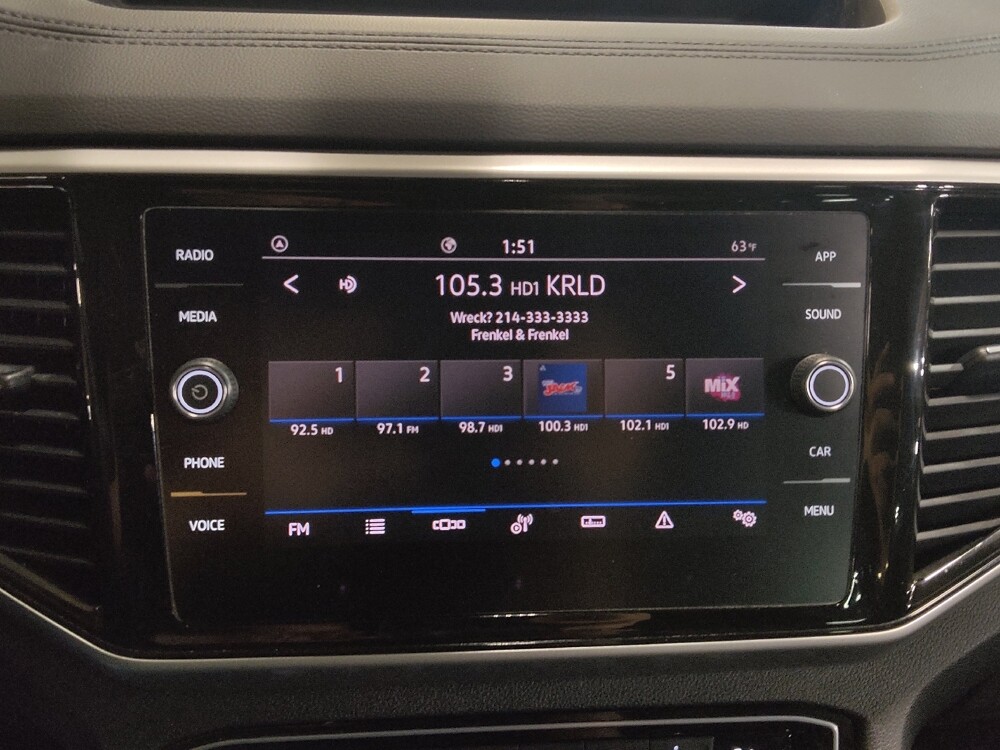 RADIO
MEDIA
PHONE
VOICE
1:51
63°F
HD
105.3 HD1 KRLD
Wreck? 214-333-3333
Frenkel & Frenkel
1 2 3 JACK 5 MiX
92.5 HD 97.1 FM 98.7 HD1 100.3 HD1 102.1 HD1 102.9 HD
FM
APP
SOUND
CAR
MENU